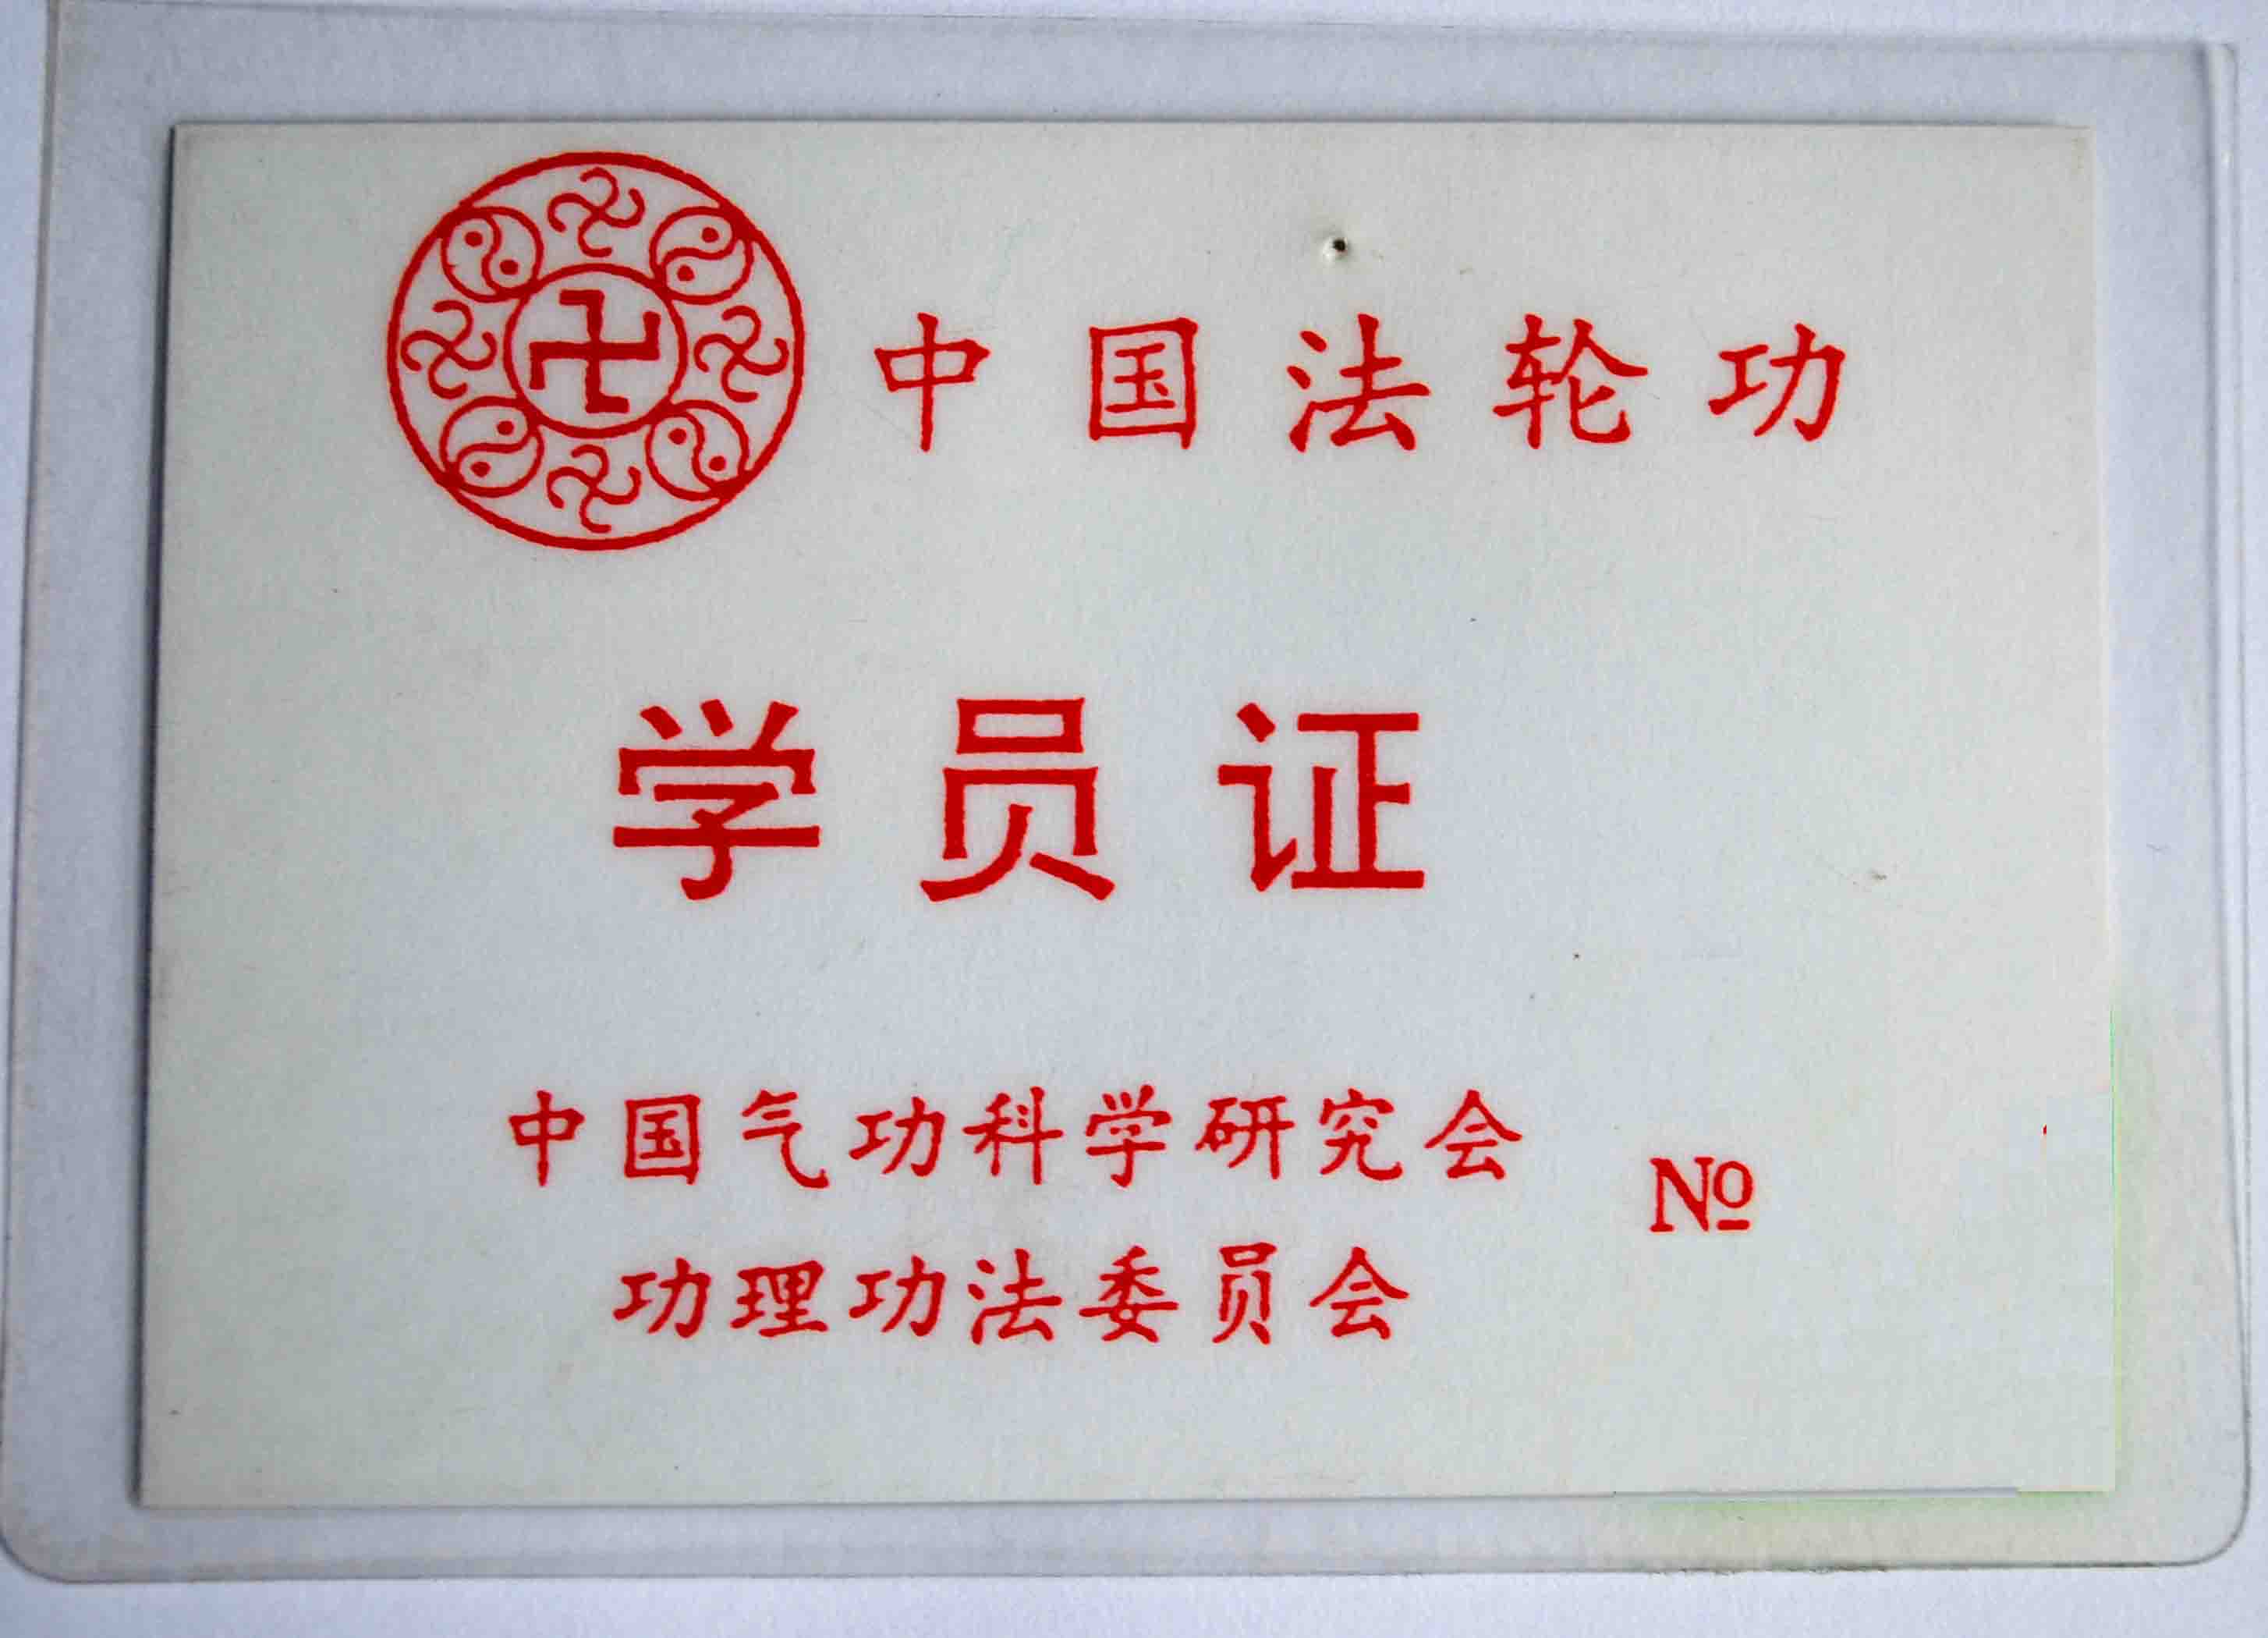 中国法轮功
学员证
中国气功科学研究会
功理功法委员会
№